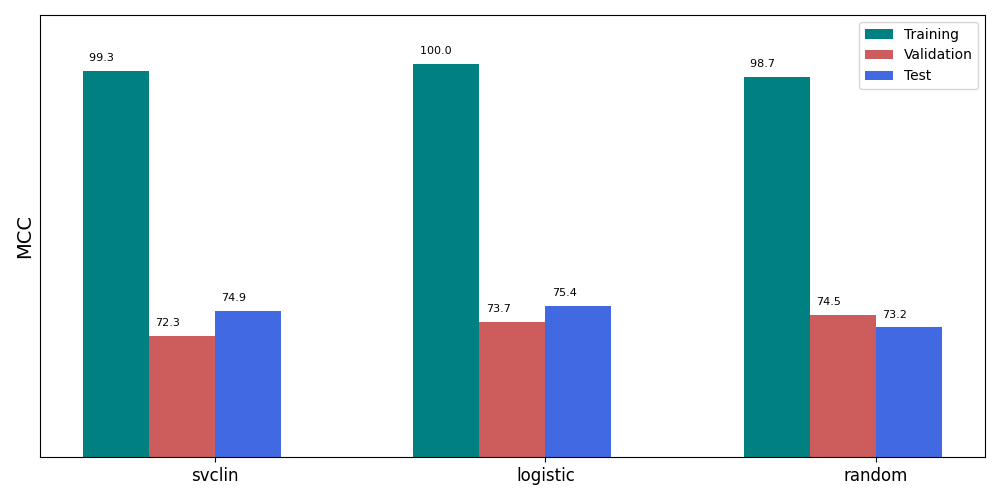 MCC
99.3
72.3
74.9
100.0
73.7
75.4
98.7
74.5
73.2
Training
Validation
Test
svclin
logistic
random